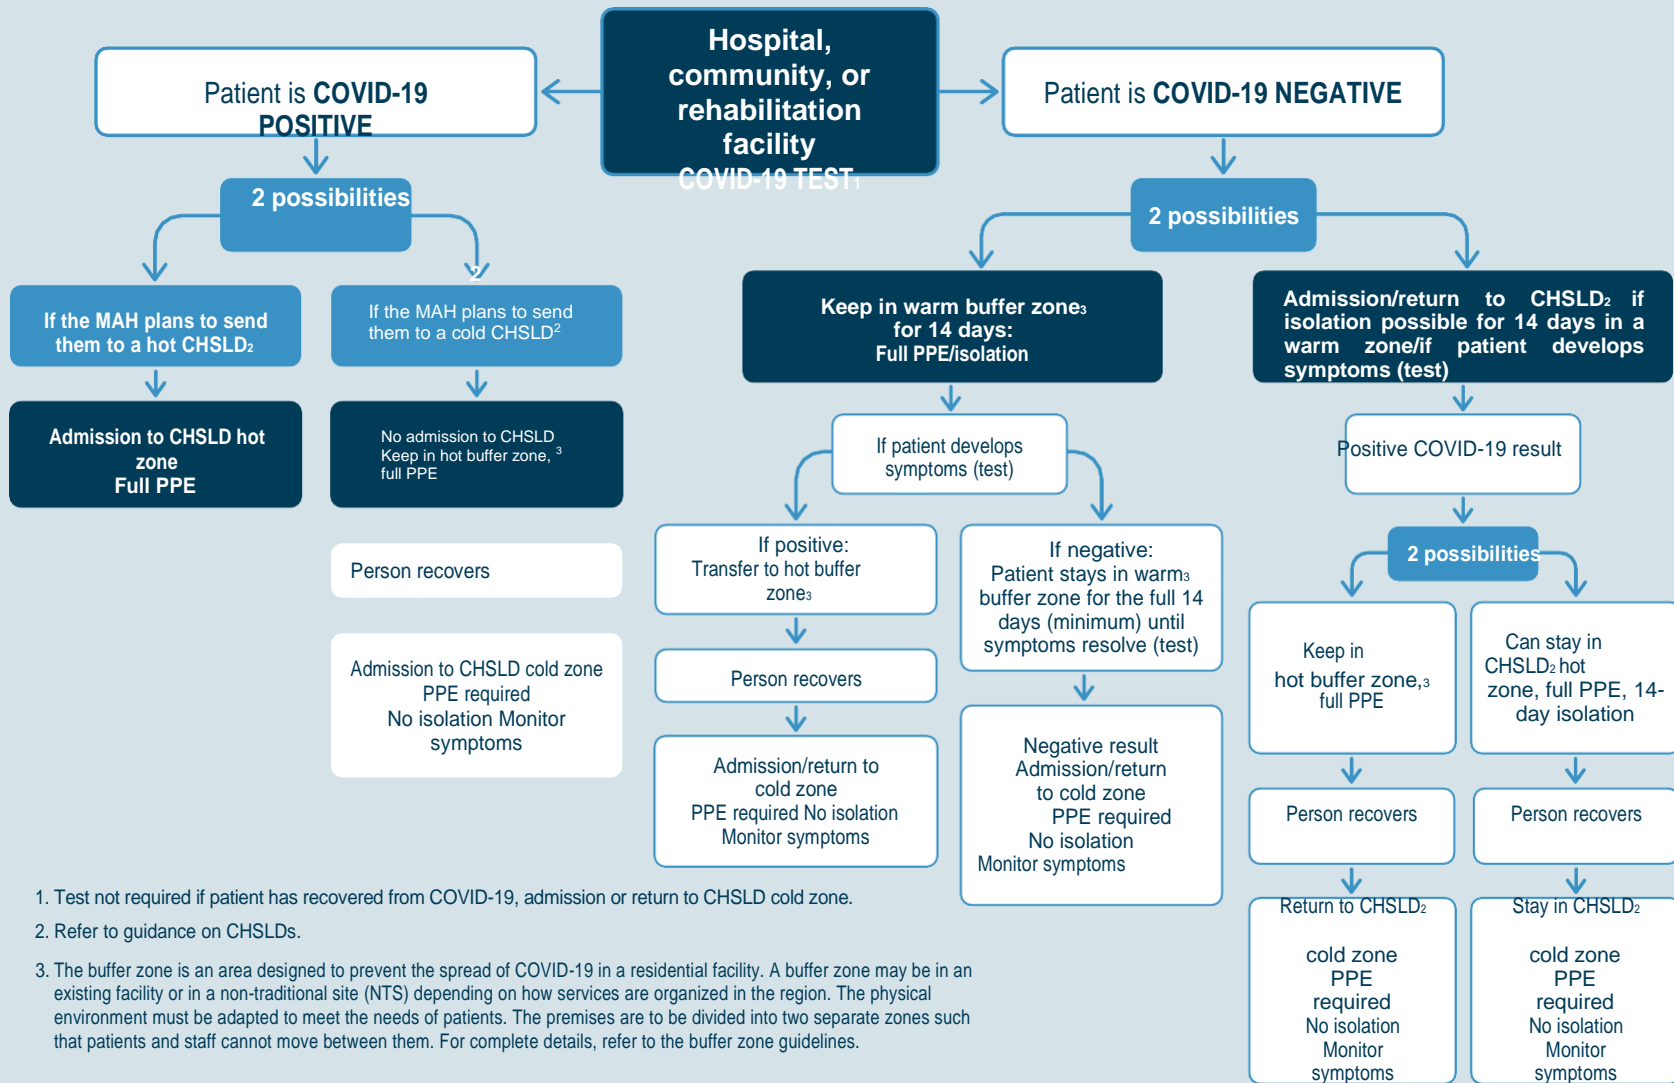 Hospital,
community, or
rehabilitation
facility
COVID-19 TEST1
Patient is COVID-19
POSITIVE
Patient is COVID-19 NEGATIVE
2 possibilities
2 possibilities
2
If the MAH plans to send
them to a hot CHSLD2
If the MAH plans to send
them to a cold CHSLD2
Keep in warm buffer zone3
for 14 days:
Full PPE/isolation
Admission/return to CHSLD2 if
isolation possible for 14 days in a
warm zone/if patient develops
symptoms (test)
Admission to CHSLD hot
zone
Full PPE
No admission to CHSLD
Keep in hot buffer zone, 3
full PPE
If patient develops
symptoms (test)
Positive COVID-19 result
Person recovers
If positive:
Transfer to hot buffer
zone3
If negative:
Patient stays in warm3
buffer zone for the full 14
days (minimum) until
symptoms resolve (test)
2 possibilities
Admission to CHSLD cold zone
PPE required
No isolation Monitor
symptoms
Person recovers
Keep in
hot buffer zone,3
full PPE
Can stay in
CHSLD2 hot
zone, full PPE, 14-
day isolation
Admission/return to
cold zone
PPE required No isolation
Monitor symptoms
Negative result
Admission/return
to cold zone
PPE required
No isolation
Monitor symptoms
Person recovers
Person recovers
Return to CHSLD2
cold zone
PPE
required
No isolation
Monitor
symptoms
Stay in CHSLD2
cold zone
PPE
required
No isolation
Monitor
symptoms
1. Test not required if patient has recovered from COVID-19, admission or return to CHSLD cold zone.
2. Refer to guidance on CHSLDs.
3. The buffer zone is an area designed to prevent the spread of COVID-19 in a residential facility. A buffer zone may be in an
existing facility or in a non-traditional site (NTS) depending on how services are organized in the region. The physical
environment must be adapted to meet the needs of patients. The premises are to be divided into two separate zones such
that patients and staff cannot move between them. For complete details, refer to the buffer zone guidelines.